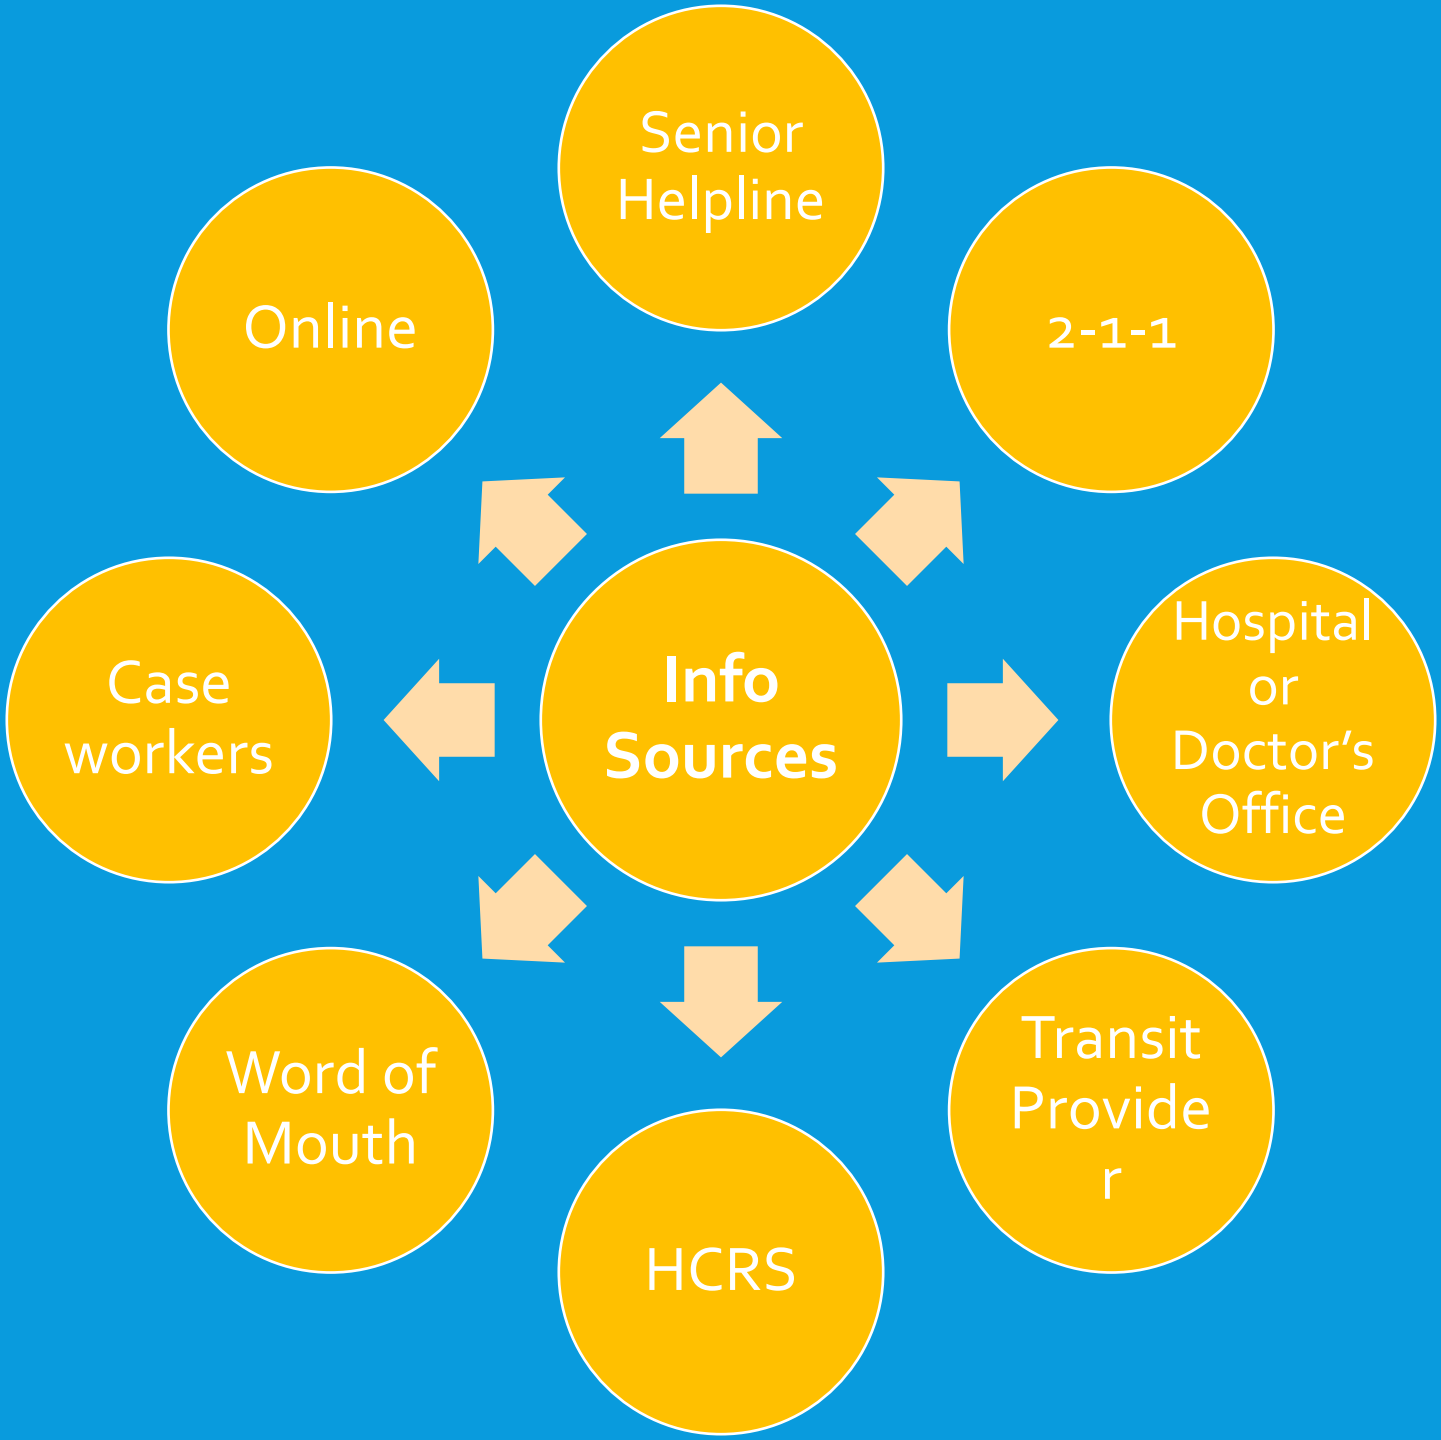 Senior
Helpline
2-1-1
Hospital
or
Doctor’s
Office
Transit
Provide
r
HCRS
Word of
Mouth
Case
workers
Online
Info
Sources